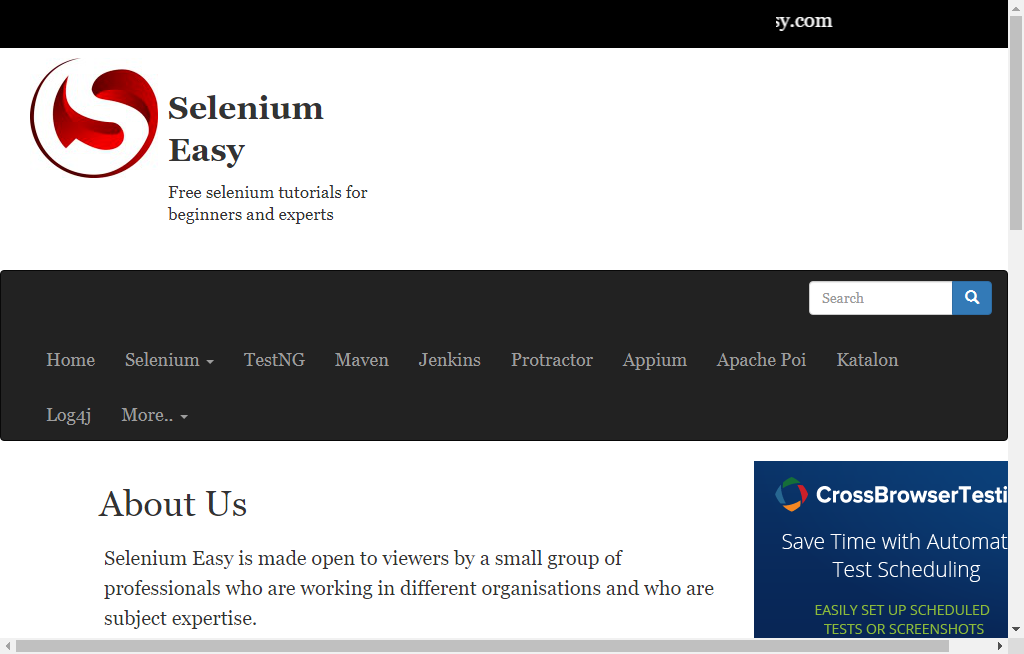 sy.com
Selenium
Easy
Free selenium tutorials for
beginners and experts
Search
Home Selenium TestNG Maven Jenkins Protractor Appium Apache Poi Katalon
Log4j More..
About Us
Selenium Easy is made open to viewers by a small group of
professionals who are working in different organisations and who are
subject expertise.
CrossBrowserTesti
Save Time with Automat
Test Scheduling
EASILY SET UP SCHEDULED
TESTS OR SCREENSHOTS